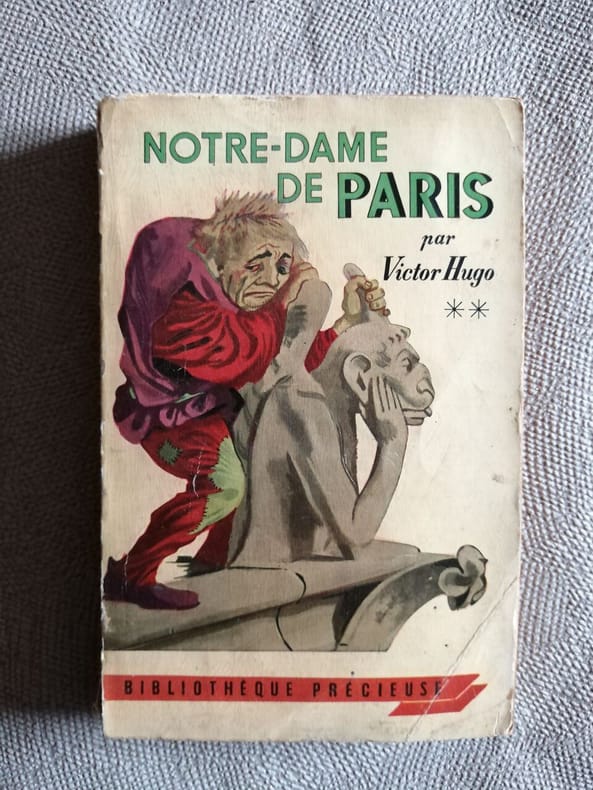 NOTRE-DAME
DE PARIS
par
Victor Hugo
**
BIBLIOTHÈQUE PRÉCIEUSE